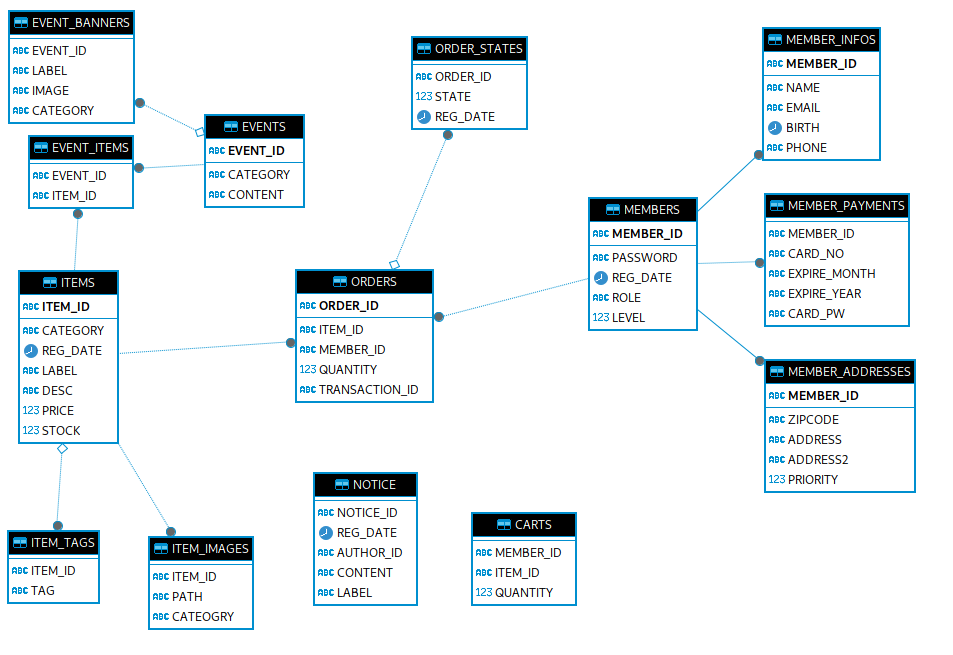 EVENT_BANNERS
ABC EVENT_ID
ABC LABEL
ABC IMAGE
ABC CATEGORY
EVENT_ITEMS
ABC EVENT_ID
ABC ITEM_ID
EVENTS
ABC EVENT_ID
ABC CATEGORY
ABC CONTENT
ORDER_STATES
ABC ORDER_ID
123 STATE
REG_DATE
MEMBER_INFOS
ABC MEMBER_ID
ABC NAME
ABC EMAIL
BIRTH
ABC PHONE
MEMBERS
ABC MEMBER_ID
ABC PASSWORD
REG_DATE
ABC ROLE
123 LEVEL
MEMBER_PAYMENTS
ABC MEMBER_ID
ABC CARD_NO
ABC EXPIRE_MONTH
ABC EXPIRE_YEAR
ABC CARD_PW
ITEMS
ABC ITEM_ID
ABC CATEGORY
REG_DATE
ABC LABEL
ABC DESC
123 PRICE
123 STOCK
ORDERS
ABC ORDER_ID
ABC ITEM_ID
ABC MEMBER_ID
123 QUANTITY
ABC TRANSACTION_ID
MEMBER_ADDRESSES
ABC MEMBER_ID
ABC ZIPCODE
ABC ADDRESS
ABC ADDRESS2
123 PRIORITY
ITEM_TAGS
ABC ITEM_ID
ABC TAG
ITEM_IMAGES
ABC ITEM_ID
ABC PATH
ABC CATEOGRY
NOTICE
ABC NOTICE_ID
REG_DATE
ABC AUTHOR_ID
ABC CONTENT
ABC LABEL
CARTS
ABC MEMBER_ID
ABC ITEM_ID
123 QUANTITY